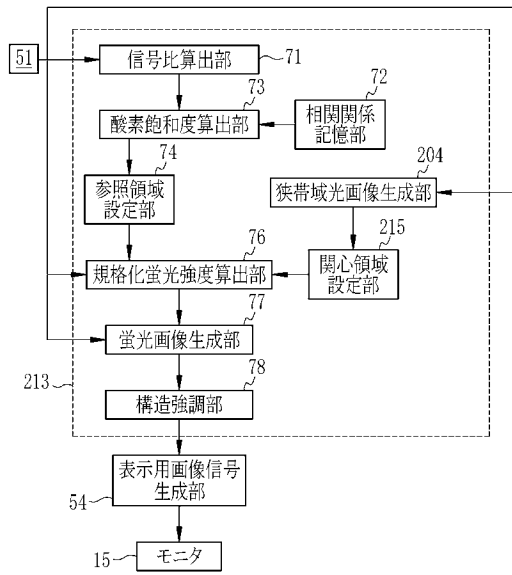 51
信号比算出部
71
73
72
酸素飽和度算出部
相関関係
記憶部
74
204
参照領域
設定部
狭帯域光画像生成部
76
215
規格化蛍光強度算出部
関心領域
設定部
77
蛍光画像生成部
78
213
構造強調部
表示用画像信号
生成部
54
15
モニタ